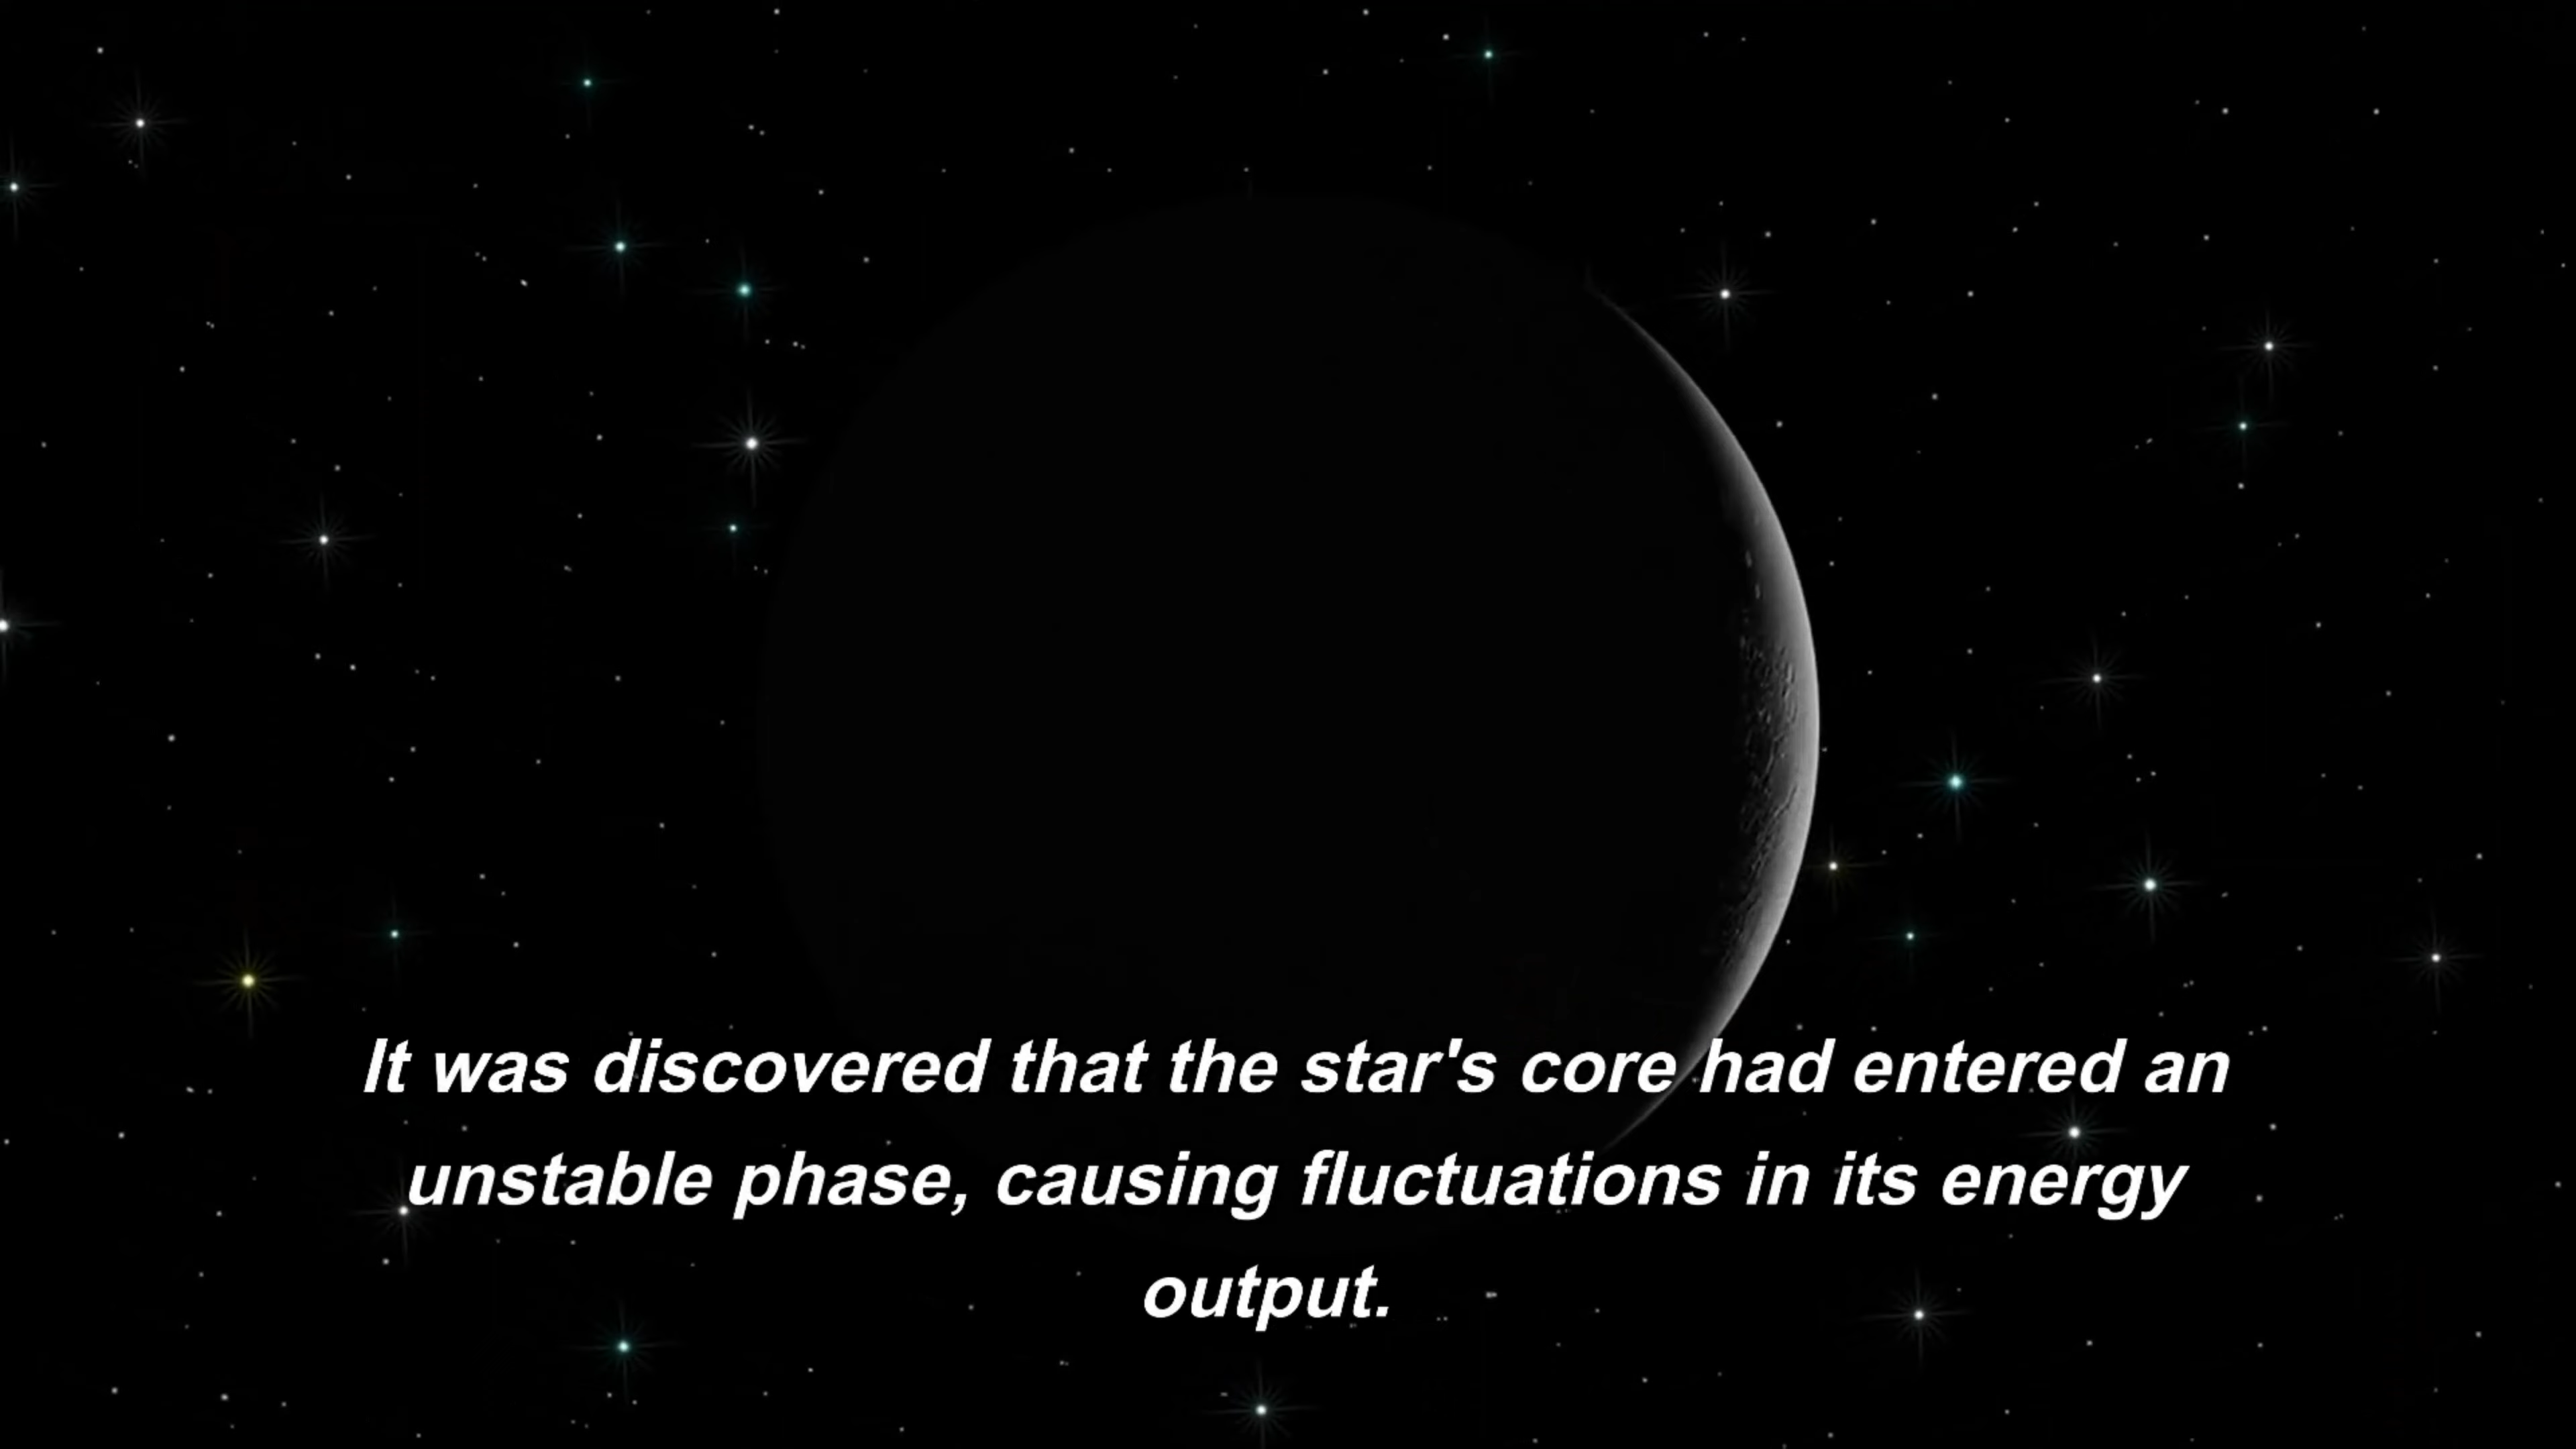 It was discovered that the star's core had entered an
unstable phase, causing fluctuations in its energy
output.